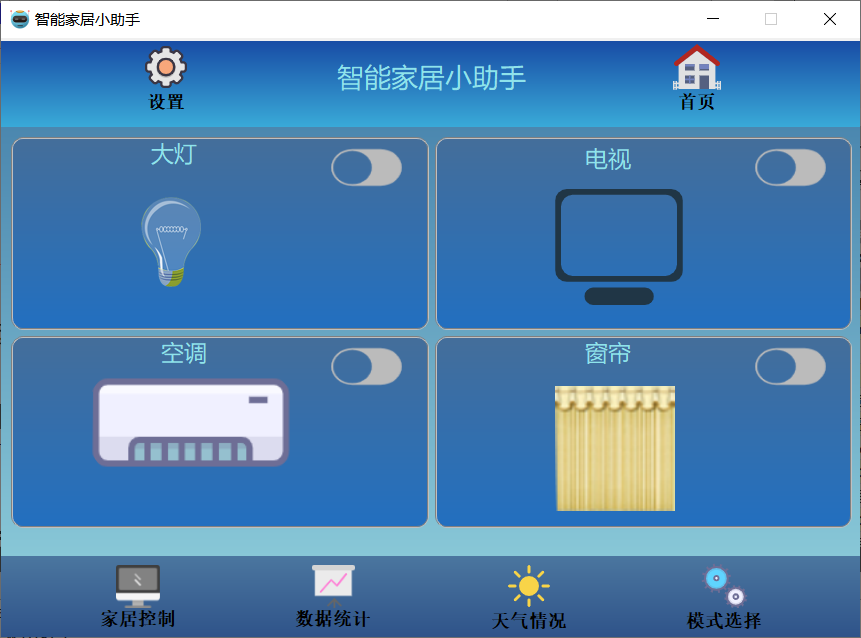 智能家居小助手
设置
智能家居小助手
首页
大灯
电视
空调
窗帘
家居控制
数据统计
天气情况
模式选择